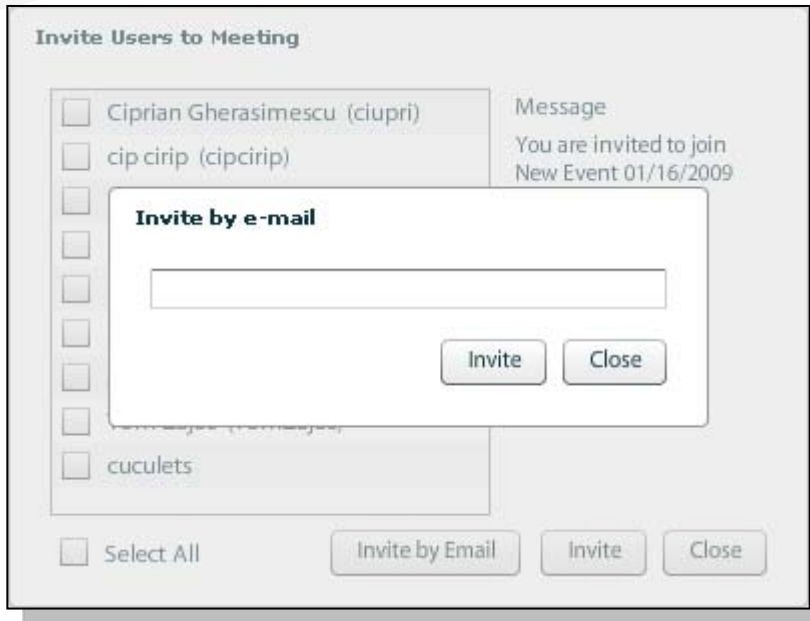 Invite Users to Meeting
Ciprian Gherasimescu (ciupri)
cip cirip (cipcirip)
Message
You are invited to join
New Event 01/16/2009
Invite by e-mail
Invite
Close
cuculets
Select All
Invite by Email
Invite
Close